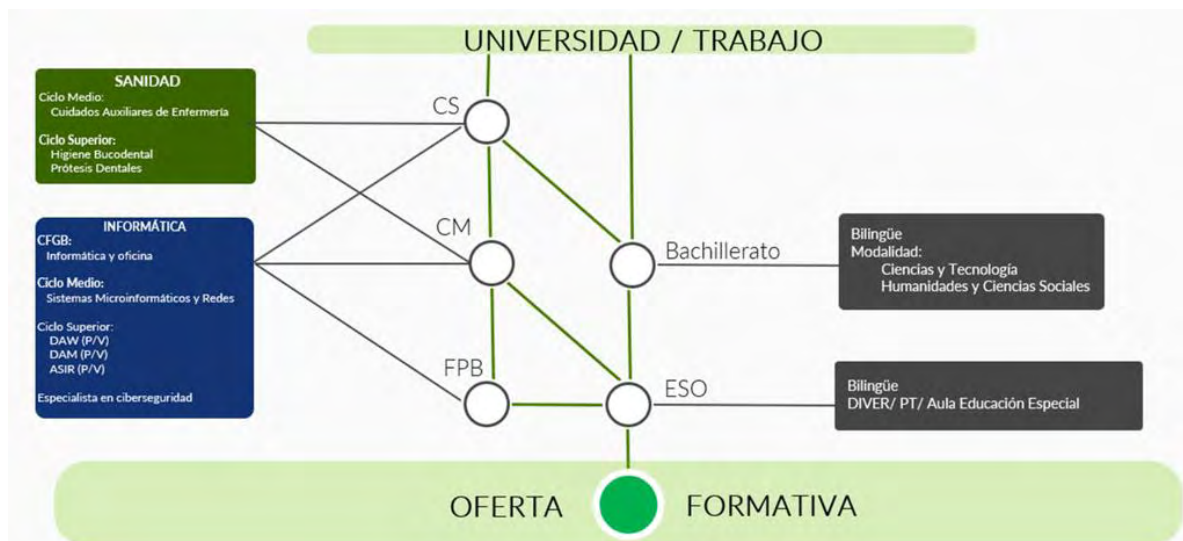 UNIVERSIDAD / TRABAJO
SANIDAD
Ciclo Medio:
Cuidados Auxiliares de Enfermería
Ciclo Superior:
Higiene Bucodental
Prótesis Dentales
INFORMÁTICA
CFGB:
Informática y oficina
Ciclo Medio:
Sistemas Microinformáticos y Redes
Ciclo Superior:
DAW (P/V)
DAM (P/V)
ASIR (P/V)
Especialista en ciberseguridad
CS
CM
FPB
Bachillerato
ESO
Bilingüe
Modalidad:
Ciencias y Tecnología
Humanidades y Ciencias Sociales
Bilingüe
DIVER/ PT/ Aula Educación Especial
OFERTA FORMATIVA